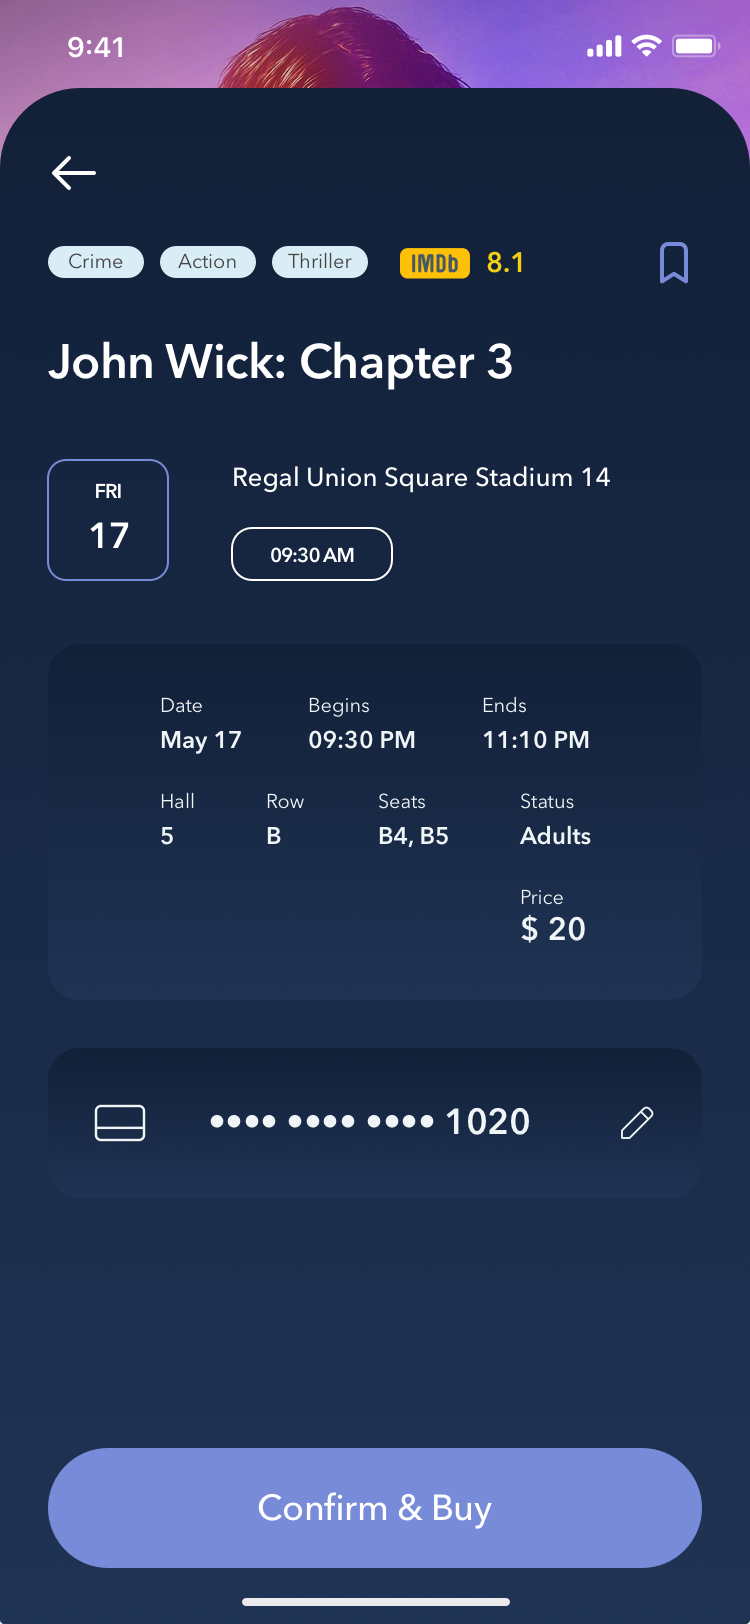 9:41
Crime Action Thriller IMDb 8.1
John Wick: Chapter 3
FRI
17
Regal Union Square Stadium 14
09:30 AM
Date Begins Ends
May 17 09:30 PM 11:10 PM
Hall Row Seats Status
5 B B4, B5 Adults
Price
$ 20
•••• •••• •••• 1020
Confirm & Buy